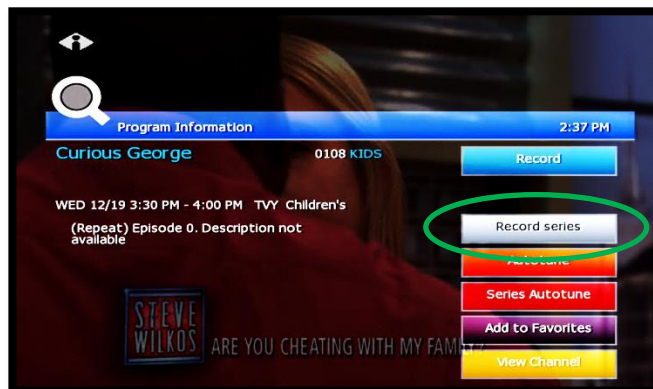 Program Information 2:37 PM
Curious George 0108 KIDS Record
WED 12/19 3:30 PM - 4:00 PM TVY Children's
(Repeat) Episode 0. Description not
available
Record series
Autotune
Series Autotune
Add to Favorites
View Channel
STEVE
WILKOS
ARE YOU CHEATING WITH MY FAMILY?